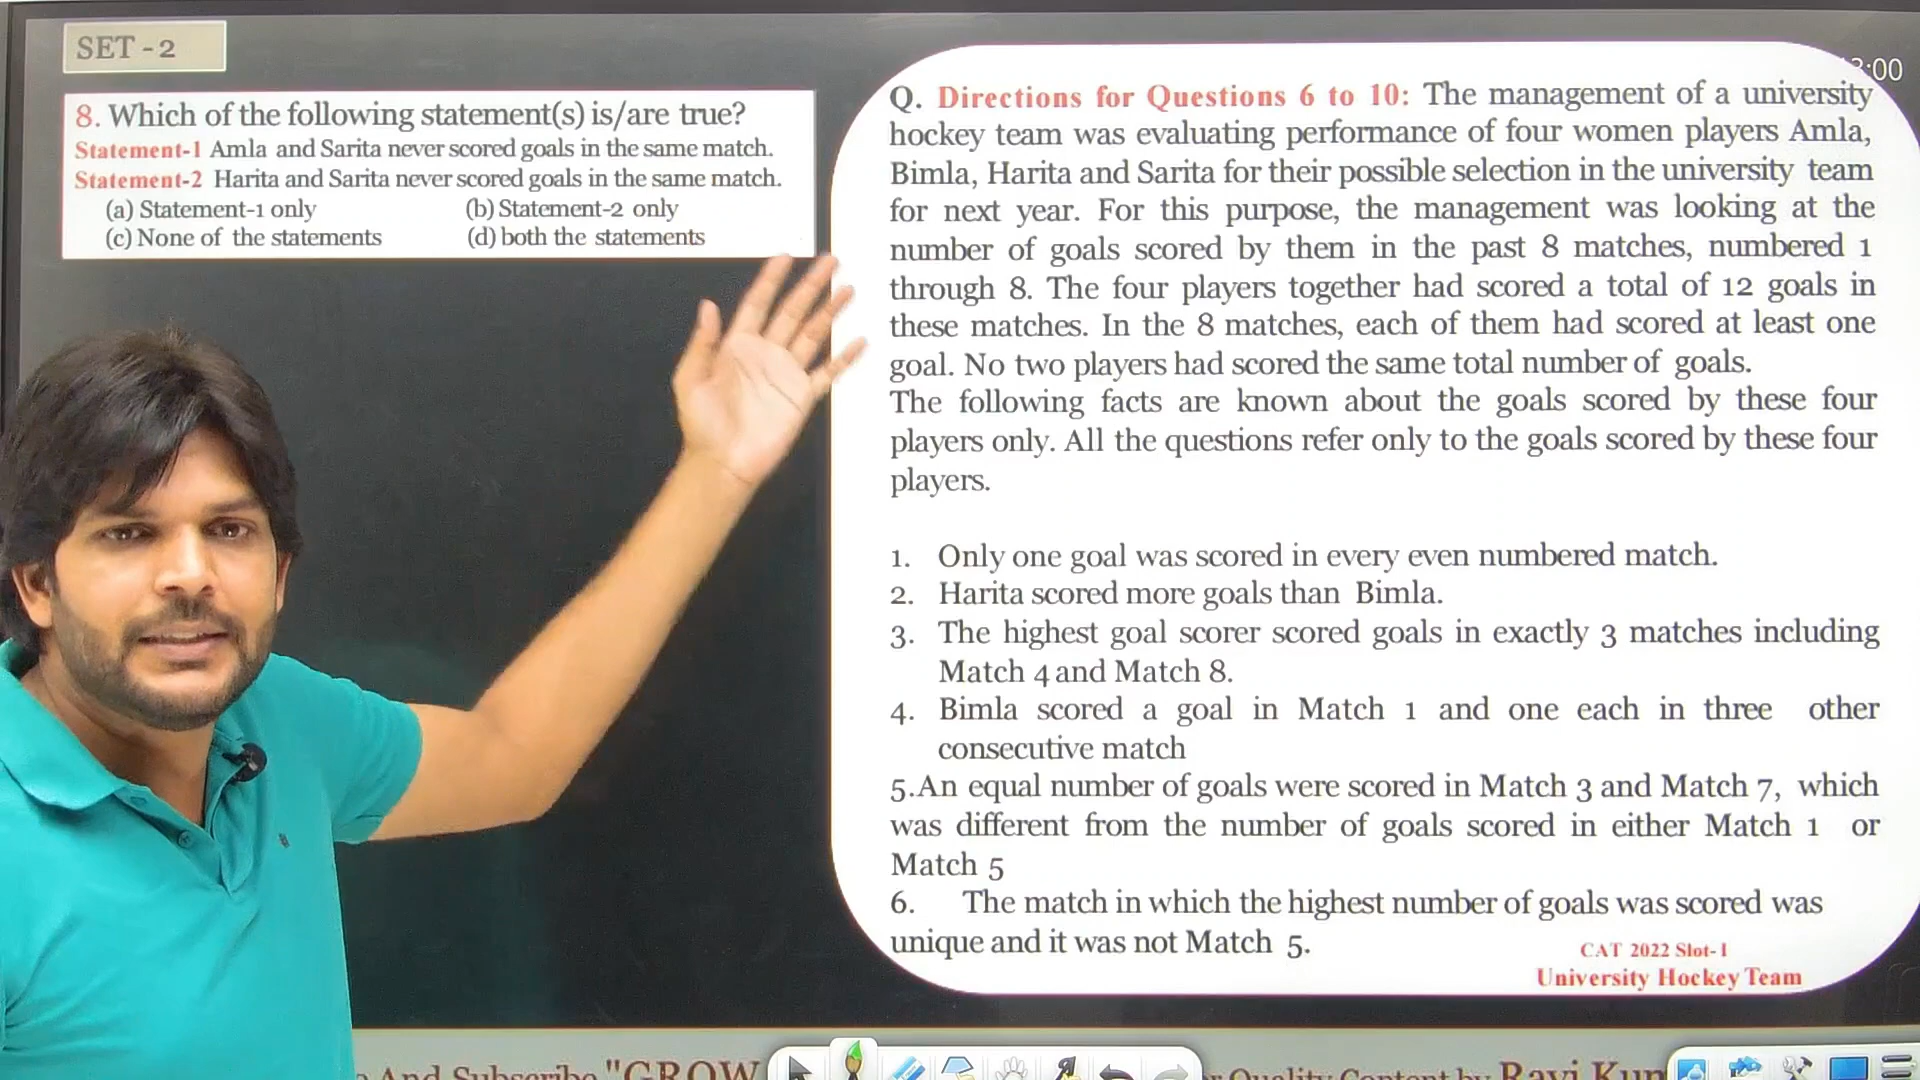 SET - 2
8. Which of the following statement(s) is/are true?
Statement-1 Amla and Sarita never scored goals in the same match.
Statement-2 Harita and Sarita never scored goals in the same match.
(a) Statement-1 only (b) Statement-2 only
(c) None of the statements (d) both the statements
:00
Q. Directions for Questions 6 to 10: The management of a university
hockey team was evaluating performance of four women players Amla,
Bimla, Harita and Sarita for their possible selection in the university team
for next year. For this purpose, the management was looking at the
number of goals scored by them in the past 8 matches, numbered 1
through 8. The four players together had scored a total of 12 goals in
these matches. In the 8 matches, each of them had scored at least one
goal. No two players had scored the same total number of goals.
The following facts are known about the goals scored by these four
players only. All the questions refer only to the goals scored by these four
players.
1. Only one goal was scored in every even numbered match.
2. Harita scored more goals than Bimla.
3. The highest goal scorer scored goals in exactly 3 matches including
Match 4 and Match 8.
4. Bimla scored a goal in Match 1 and one each in three other
consecutive match
5.An equal number of goals were scored in Match 3 and Match 7, which
was different from the number of goals scored in either Match 1 or
Match 5
6. The match in which the highest number of goals was scored was
unique and it was not Match 5.
CAT 2022 Slot-1
University Hockey Team
And Subscribe "GROW
Quality Content by Ravi Kum